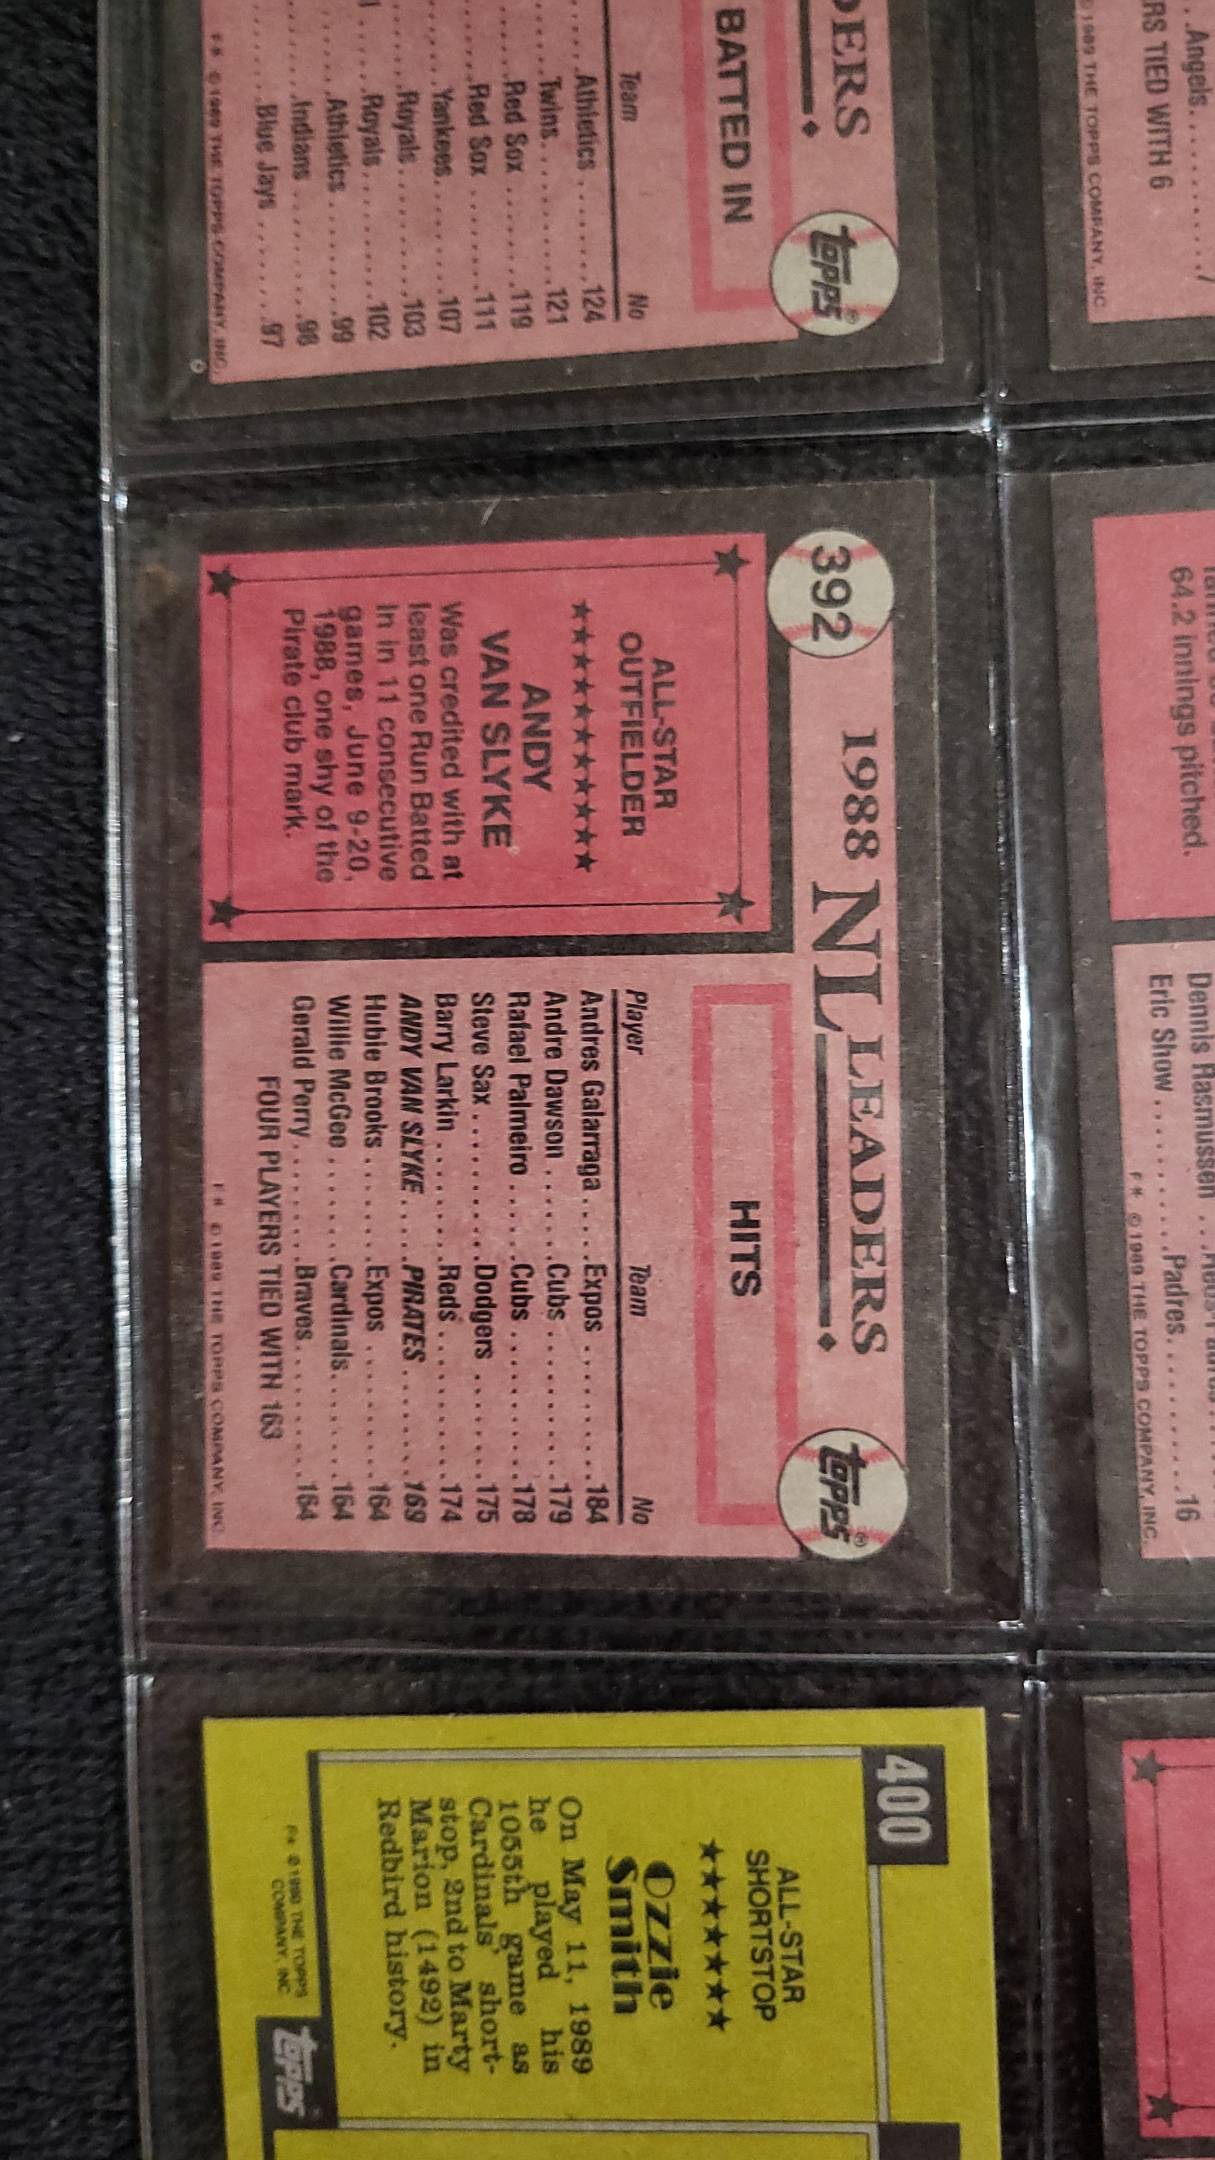 DERS
BATTED IN
topps®
Team No
Athletics 124
Twins 121
Red Sox 119
Red Sox 111
Yankees 107
Royals 103
Royals 102
Athletics 99
Indians 98
Blue Jays 97
F* ©1989 THE TOPPS COMPANY, INC.
Angels 7
RS TIED WITH 6
©1989 THE TOPPS COMPANY, INC.
392
1988 NL LEADERS
topps®
ALL-STAR
OUTFIELDER
★★★★★★★★★★
ANDY
VAN SLYKE
Was credited with at
least one Run Batted
In in 11 consecutive
games, June 9-20,
1988, one shy of the
Pirate club mark.
HITS
Player Team No
Andres Galarraga.....Expos.........184
Andre Dawson.......Cubs..........179
Rafael Palmeiro.....Cubs..........178
Steve Sax..........Dodgers.......175
Barry Larkin........Reds..........174
ANDY VAN SLYKE.....PIRATES.......169
Hubie Brooks.......Expos.........164
Willie McGee.......Cardinals......164
Gerald Perry........Braves.........164
FOUR PLAYERS TIED WITH 163
F* ©1989 THE TOPPS COMPANY, INC.
64.2 innings pitched.
Dennis Rasmussen
Eric Show..........Padres..........16
F* ©1989 THE TOPPS COMPANY, INC.
400
ALL-STAR
SHORTSTOP
★★★★★★★
Ozzie
Smith
On May 11, 1989
he played his
1055th game as
Cardinals' short-
stop, 2nd to Marty
Marion (1492) in
Redbird history.
F* ©1990 THE TOPPS
COMPANY, INC.
topps